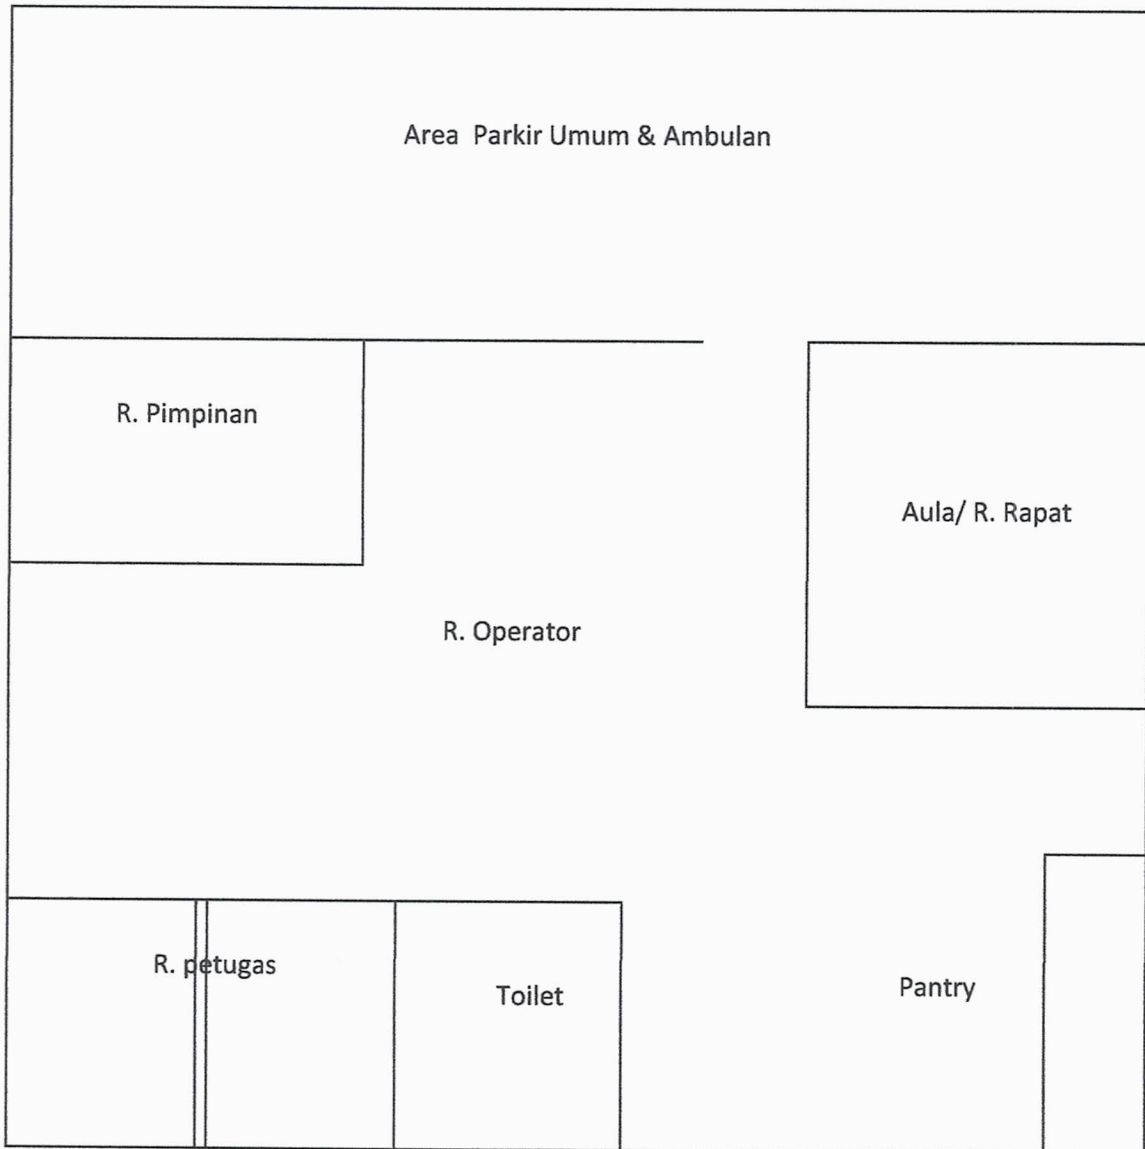 Area Parkir Umum & Ambulan
R. Pimpinan
Aula/ R. Rapat
R. Operator
R. petugas
Toilet
Pantry